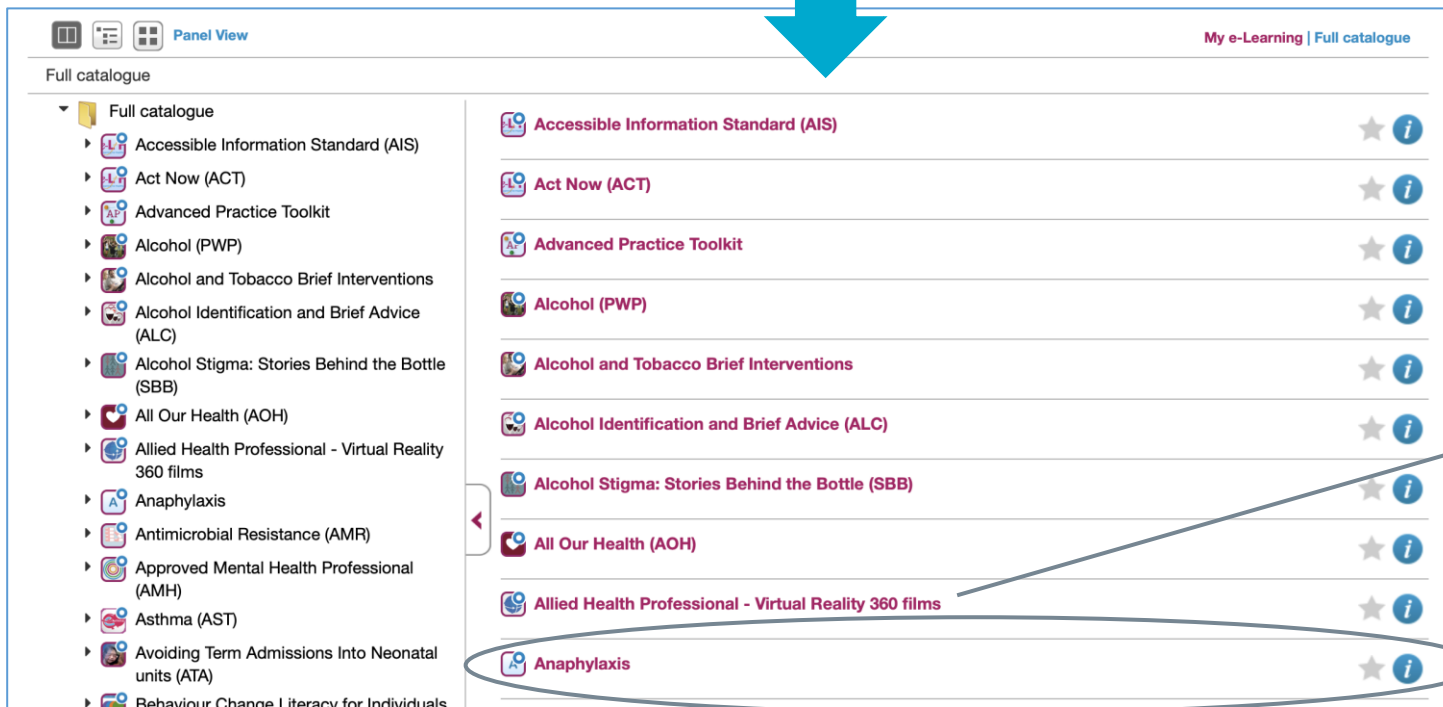 Panel View
My e-Learning | Full catalogue
Full catalogue
Full catalogue
Accessible Information Standard (AIS)
Act Now (ACT)
Advanced Practice Toolkit
Alcohol (PWP)
Alcohol and Tobacco Brief Interventions
Alcohol Identification and Brief Advice
(ALC)
Alcohol Stigma: Stories Behind the Bottle
(SBB)
All Our Health (AOH)
Allied Health Professional - Virtual Reality
360 films
Anaphylaxis
Antimicrobial Resistance (AMR)
Approved Mental Health Professional
(AMH)
Asthma (AST)
Avoiding Term Admissions Into Neonatal
units (ATA)
Behaviour Change Literacy for Individuals
Accessible Information Standard (AIS)
Act Now (ACT)
Advanced Practice Toolkit
Alcohol (PWP)
Alcohol and Tobacco Brief Interventions
Alcohol Identification and Brief Advice (ALC)
Alcohol Stigma: Stories Behind the Bottle (SBB)
All Our Health (AOH)
Allied Health Professional - Virtual Reality 360 films
Anaphylaxis